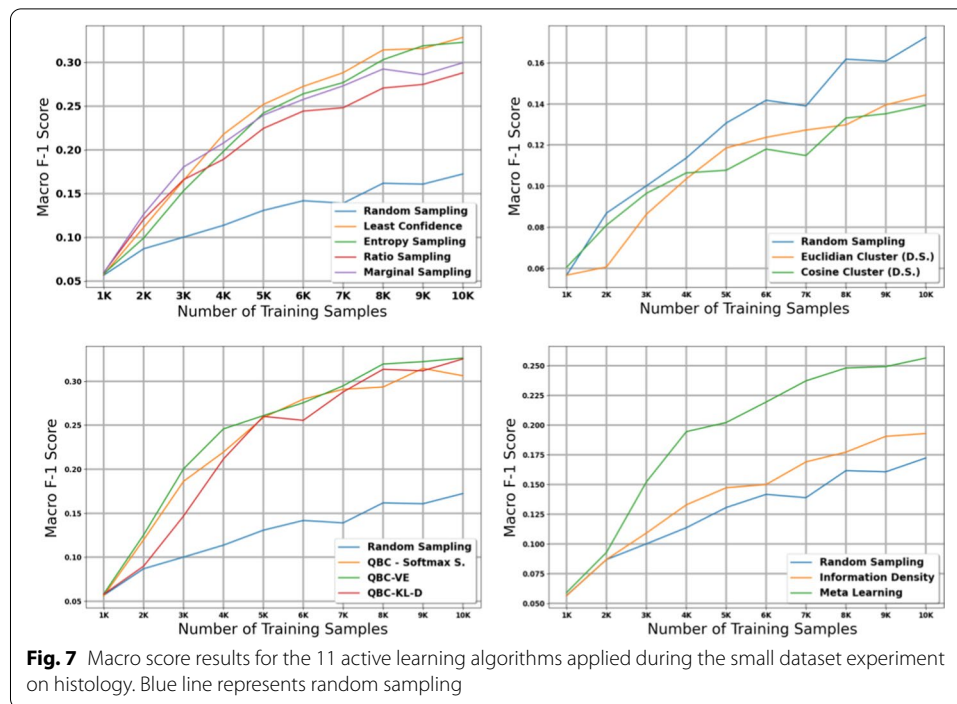 Macro F-1 Score
0.30
0.25
0.20
0.15
0.10
0.05
Random Sampling
Least Confidence
Entropy Sampling
Ratio Sampling
Marginal Sampling
1K 2K 3K 4K 5K 6K 7K 8K 9K 10K
Number of Training Samples
Macro F-1 Score
0.16
0.14
0.12
0.10
0.08
0.06
Random Sampling
Euclidian Cluster (D.S.)
Cosine Cluster (D.S.)
1K 2K 3K 4K 5K 6K 7K 8K 9K 10K
Number of Training Samples
Macro F-1 Score
0.30
0.25
0.20
0.15
0.10
0.05
Random Sampling
QBC - Softmax S.
QBC-VE
QBC-KL-D
1K 2K 3K 4K 5K 6K 7K 8K 9K 10K
Number of Training Samples
Macro F-1 Score
0.250
0.225
0.200
0.175
0.150
0.125
0.100
0.075
0.050
Random Sampling
Information Density
Meta Learning
1K 2K 3K 4K 5K 6K 7K 8K 9K 10K
Number of Training Samples
Fig. 7 Macro score results for the 11 active learning algorithms applied during the small dataset experiment
on histology. Blue line represents random sampling